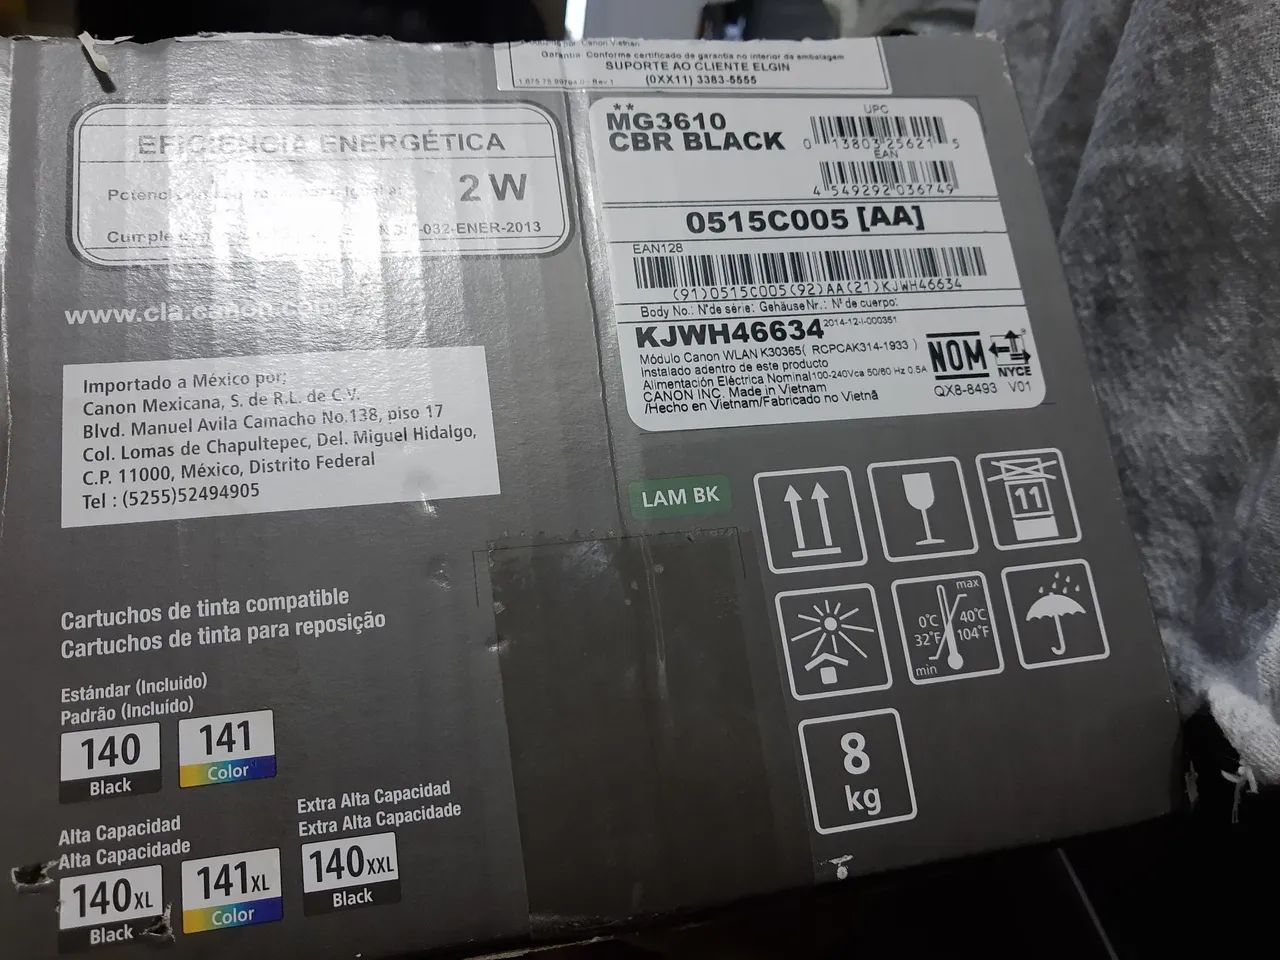 Garantía: Conforme certificado de garantia no interior da embalagem
SUPORTE AO CLIENTE ELGIN
(0XX11) 3383-5555
EFICIENCIA ENERGÉTICA
2 W
Cumple
-032-ENER-2013
www.cla.canon.
Importado a México por:
Canon Mexicana, S. de R.L. de C.V.
Blvd. Manuel Avila Camacho No.138, piso 17
Col. Lomas de Chapultepec, Del. Miguel Hidalgo,
C.P. 11000, México, Distrito Federal
Tel : (5255)52494905
**
MG3610
CBR BLACK
UPC
0 13803 25621 5
EAN
4 549292 036749
0515C005 [AA]
EAN128
(91)0515C005(92)AA(21)KJWH46634
Body No.: N°de série: Gehäuse Nr.: N° de cuerpo:
KJWH46634 2014-12-I-000351
Módulo Canon WLAN K30365( RCPCAK314-1933 )
Instalado adentro de este producto
Alimentación Eléctrica Nominal100-240Vca 50/60 Hz 0.5A
CANON INC. Made in Vietnam
/Hecho en Vietnam/Fabricado no Vietnã
NOM
NYCE
QX8-8493 V01
LAM BK
11
max
0°C
40°C
32°F
104°F
min
8
kg
Cartuchos de tinta compatible
Cartuchos de tinta para reposição
Estándar (Incluido)
Padrão (Incluído)
140
Black
141
Color
Alta Capacidad
Alta Capacidade
140XL
Black
141XL
Color
Extra Alta Capacidad
Extra Alta Capacidade
140XXL
Black